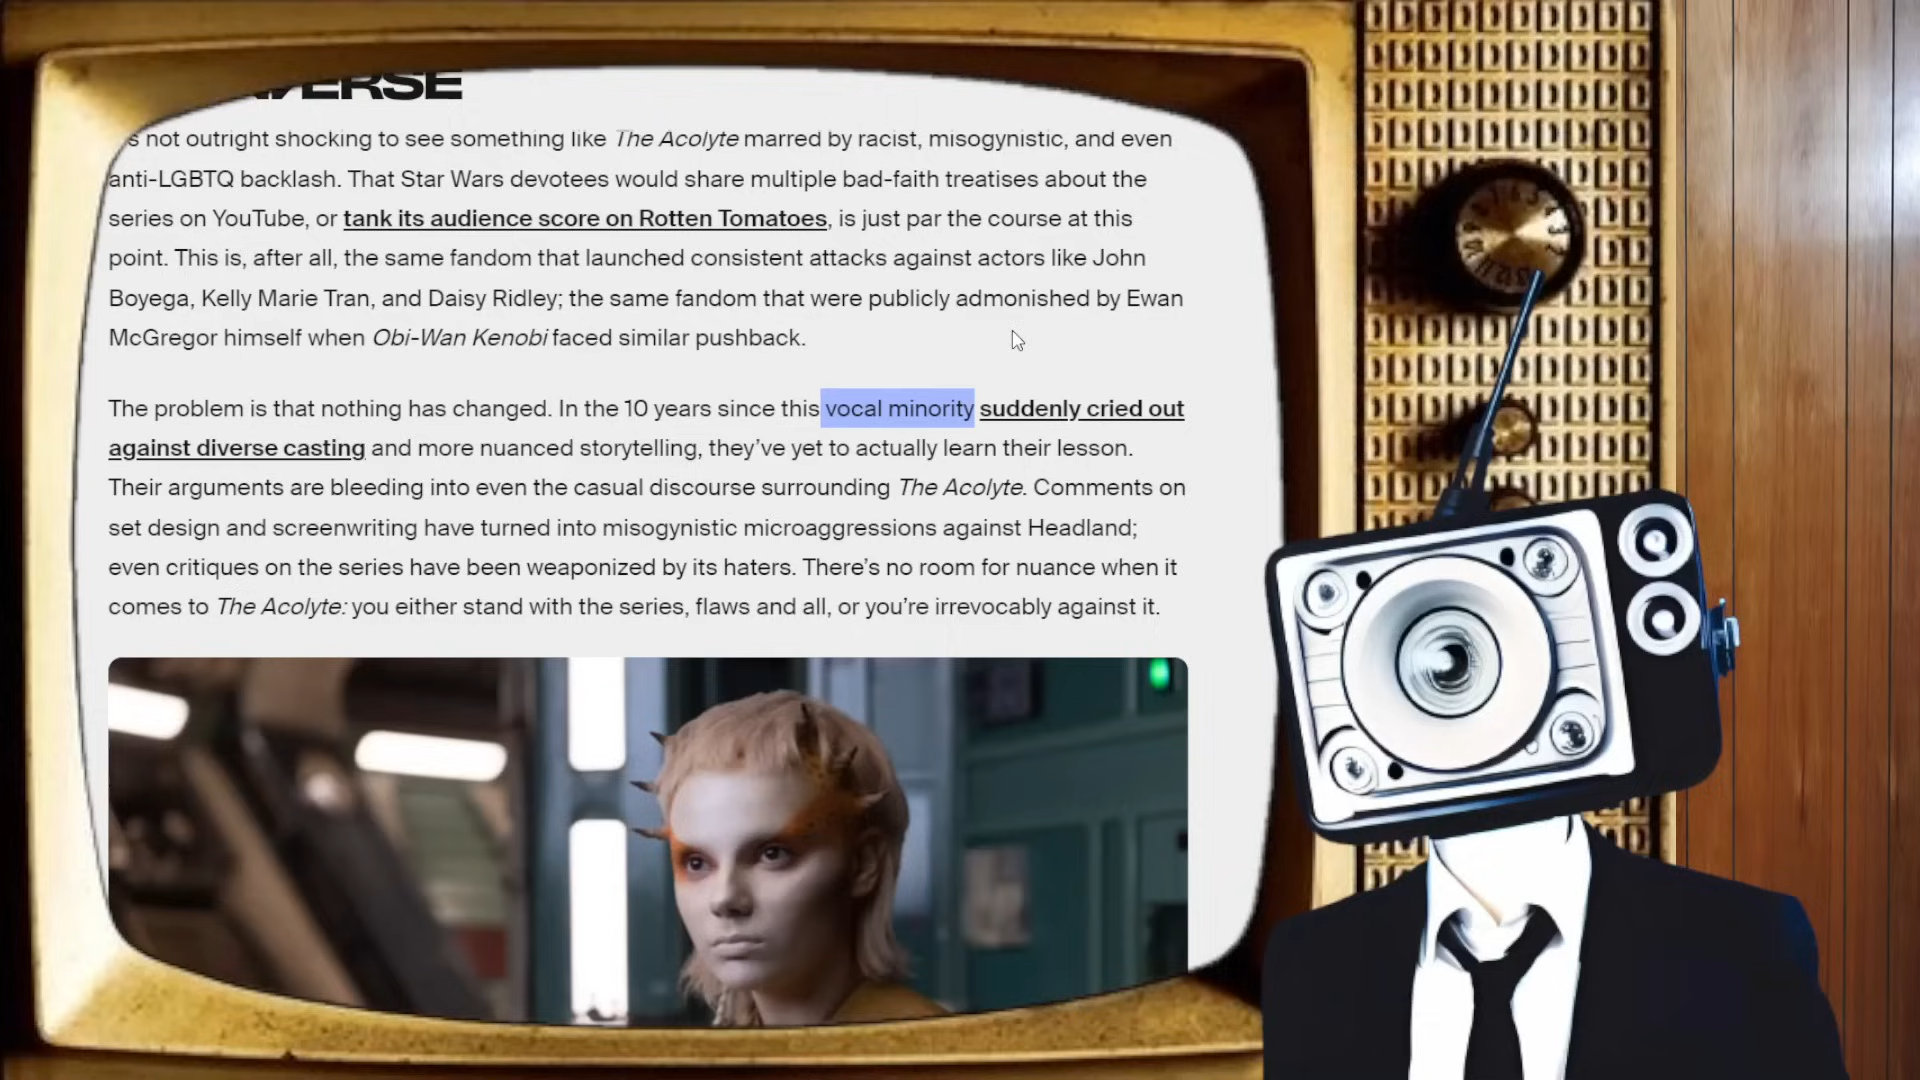 VERSE
s not outright shocking to see something like The Acolyte marred by racist, misogynistic, and even
anti-LGBTQ backlash. That Star Wars devotees would share multiple bad-faith treatises about the
series on YouTube, or tank its audience score on Rotten Tomatoes, is just par the course at this
point. This is, after all, the same fandom that launched consistent attacks against actors like John
Boyega, Kelly Marie Tran, and Daisy Ridley; the same fandom that were publicly admonished by Ewan
McGregor himself when Obi-Wan Kenobi faced similar pushback.
The problem is that nothing has changed. In the 10 years since this vocal minority suddenly cried out
against diverse casting and more nuanced storytelling, they’ve yet to actually learn their lesson.
Their arguments are bleeding into even the casual discourse surrounding The Acolyte. Comments on
set design and screenwriting have turned into misogynistic microaggressions against Headland;
even critiques on the series have been weaponized by its haters. There’s no room for nuance when it
comes to The Acolyte: you either stand with the series, flaws and all, or you’re irrevocably against it.